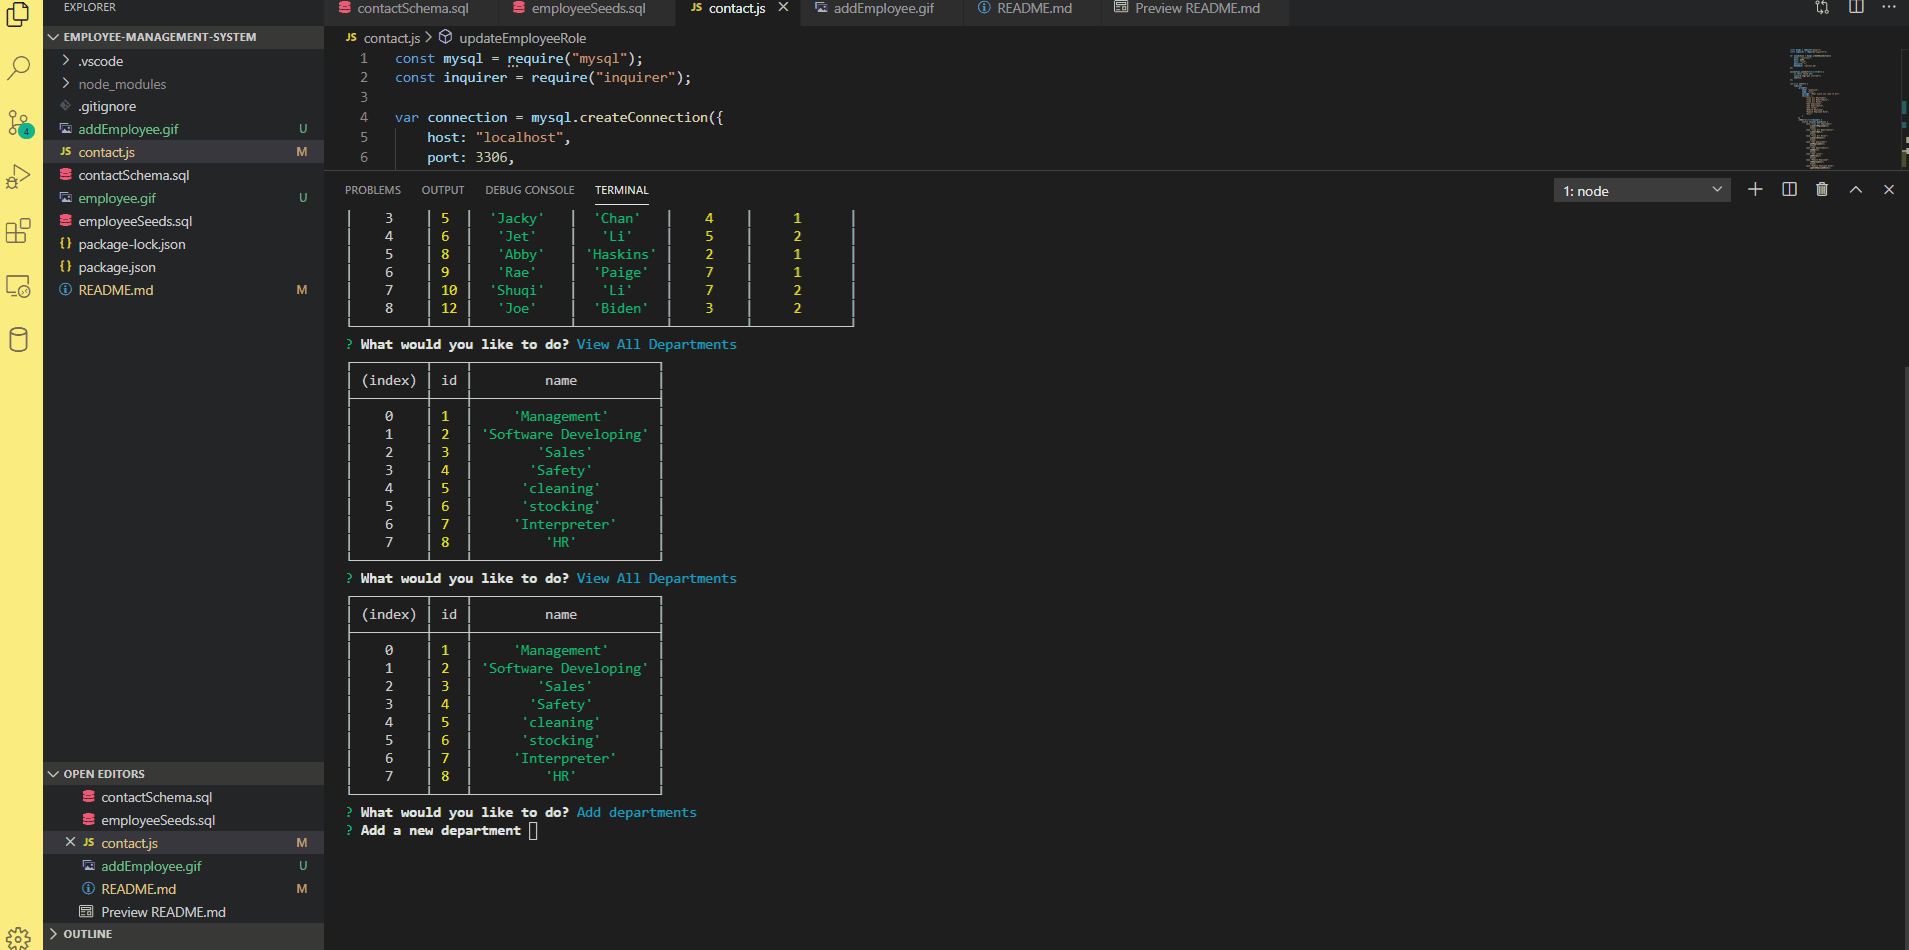 EXPLORER
EMPLOYEE-MANAGEMENT-SYSTEM
.vscode
node_modules
.gitignore
addEmployee.gif U
contact.js M
contactSchema.sql
employee.gif U
employeeSeeds.sql
package-lock.json
package.json
README.md M
4
OPEN EDITORS
contactSchema.sql
employeeSeeds.sql
contact.js M
addEmployee.gif U
README.md M
Preview README.md
OUTLINE
contactSchema.sql employeeSeeds.sql JS contact.js addEmployee.gif README.md Preview README.md
JS contact.js > updateEmployeeRole
1 const mysql = require("mysql");
2 const inquirer = require("inquirer");
3
4 var connection = mysql.createConnection({
5 host: "localhost",
6 port: 3306,
PROBLEMS OUTPUT DEBUG CONSOLE TERMINAL 1: node
3 5 'Jacky' 'Chan' 4 1
4 6 'Jet' 'Li' 5 2
5 8 'Abby' 'Haskins' 2 1
6 9 'Rae' 'Paige' 7 1
7 10 'Shuqi' 'Li' 7 2
8 12 'Joe' 'Biden' 3 2
? What would you like to do? View All Departments
(index) id name
0 1 'Management'
1 2 'Software Developing'
2 3 'Sales'
3 4 'Safety'
4 5 'cleaning'
5 6 'stocking'
6 7 'Interpreter'
7 8 'HR'
? What would you like to do? View All Departments
(index) id name
0 1 'Management'
1 2 'Software Developing'
2 3 'Sales'
3 4 'Safety'
4 5 'cleaning'
5 6 'stocking'
6 7 'Interpreter'
7 8 'HR'
? What would you like to do? Add departments
? Add a new department